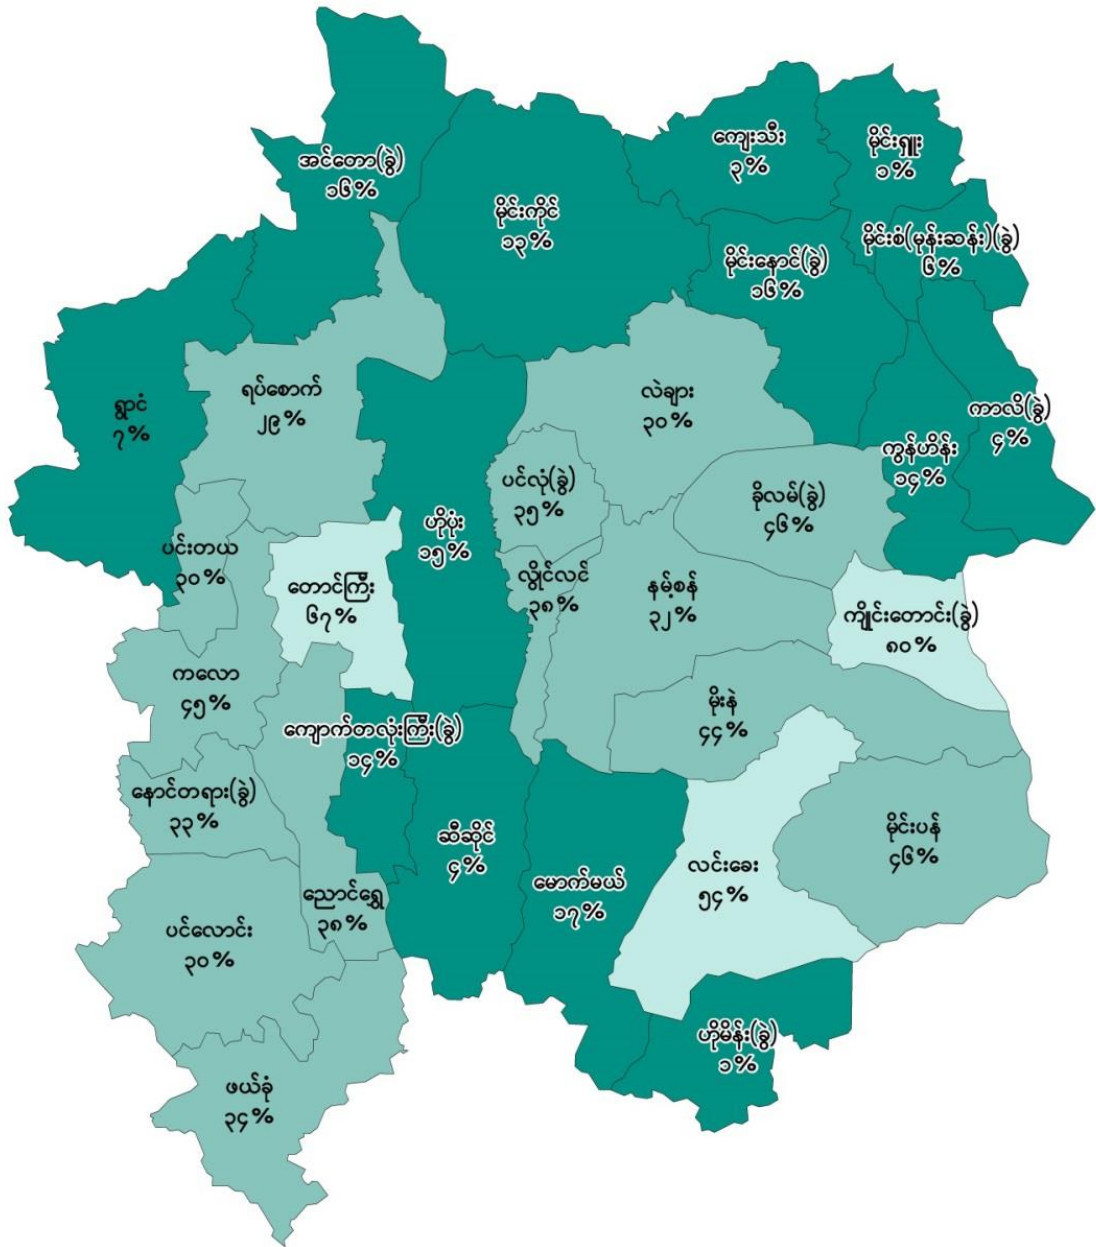 ကျေးသီး
၃%
မိုင်းရှူး
၁%
အင်တော(ခွဲ)
၁၆%
မိုင်းကိုင်
၁၃%
မိုင်းစံ(မုန်းဆန်း)(ခွဲ)
၆%
မိုင်းနောင်(ခွဲ)
၁၆%
ရပ်စောက်
၂၉%
လဲချား
၃၀%
ရွာငံ
၇%
ကာလိ(ခွဲ)
၄%
ကွန်ဟိန်း
၁၄%
ပင်လုံ(ခွဲ)
၃၅%
ခိုလမ်(ခွဲ)
၄၆%
ဟိုပုံး
၁၅%
ပင်းတယ
၃၀%
လွိုင်လင်
၃၈%
တောင်ကြီး
၆၇%
နမ့်စန်
၃၂%
ကျိုင်းတောင်း(ခွဲ)
၈၀%
ကလော
၄၅%
မိုးနဲ
၄၄%
ကျောက်တလုံးကြီး(ခွဲ)
၁၄%
နောင်တရား(ခွဲ)
၃၃%
ဆီဆိုင်
၄%
မိုင်းပန်
၄၆%
လင်းခေး
၅၄%
မောက်မယ်
၁၇%
ညောင်ရွှေ
၃၈%
ပင်လောင်း
၃၀%
ဟိုမိန်း(ခွဲ)
၁%
ဖယ်ခုံ
၃၄%